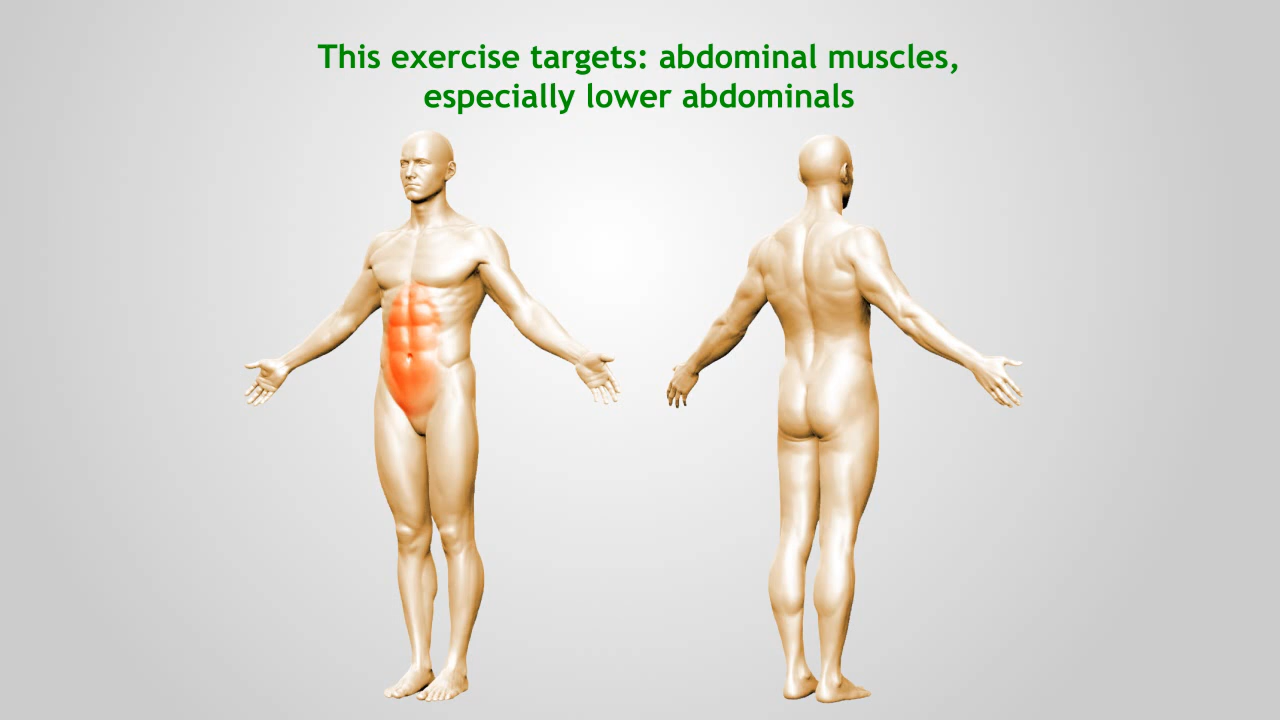 This exercise targets: abdominal muscles,
especially lower abdominals